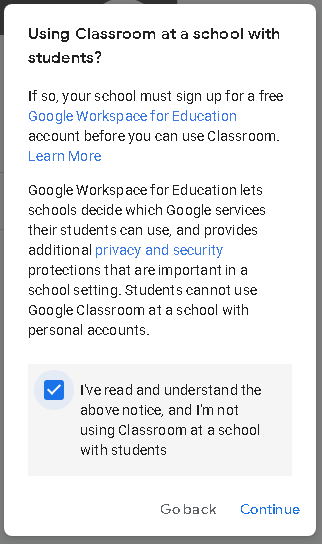 Using Classroom at a school with
students?
If so, your school must sign up for a free
Google Workspace for Education
account before you can use Classroom.
Learn More
Google Workspace for Education lets
schools decide which Google services
their students can use, and provides
additional privacy and security
protections that are important in a
school setting. Students cannot use
Google Classroom at a school with
personal accounts.
I've read and understand the
above notice, and I'm not
using Classroom at a school
with students
Go back Continue